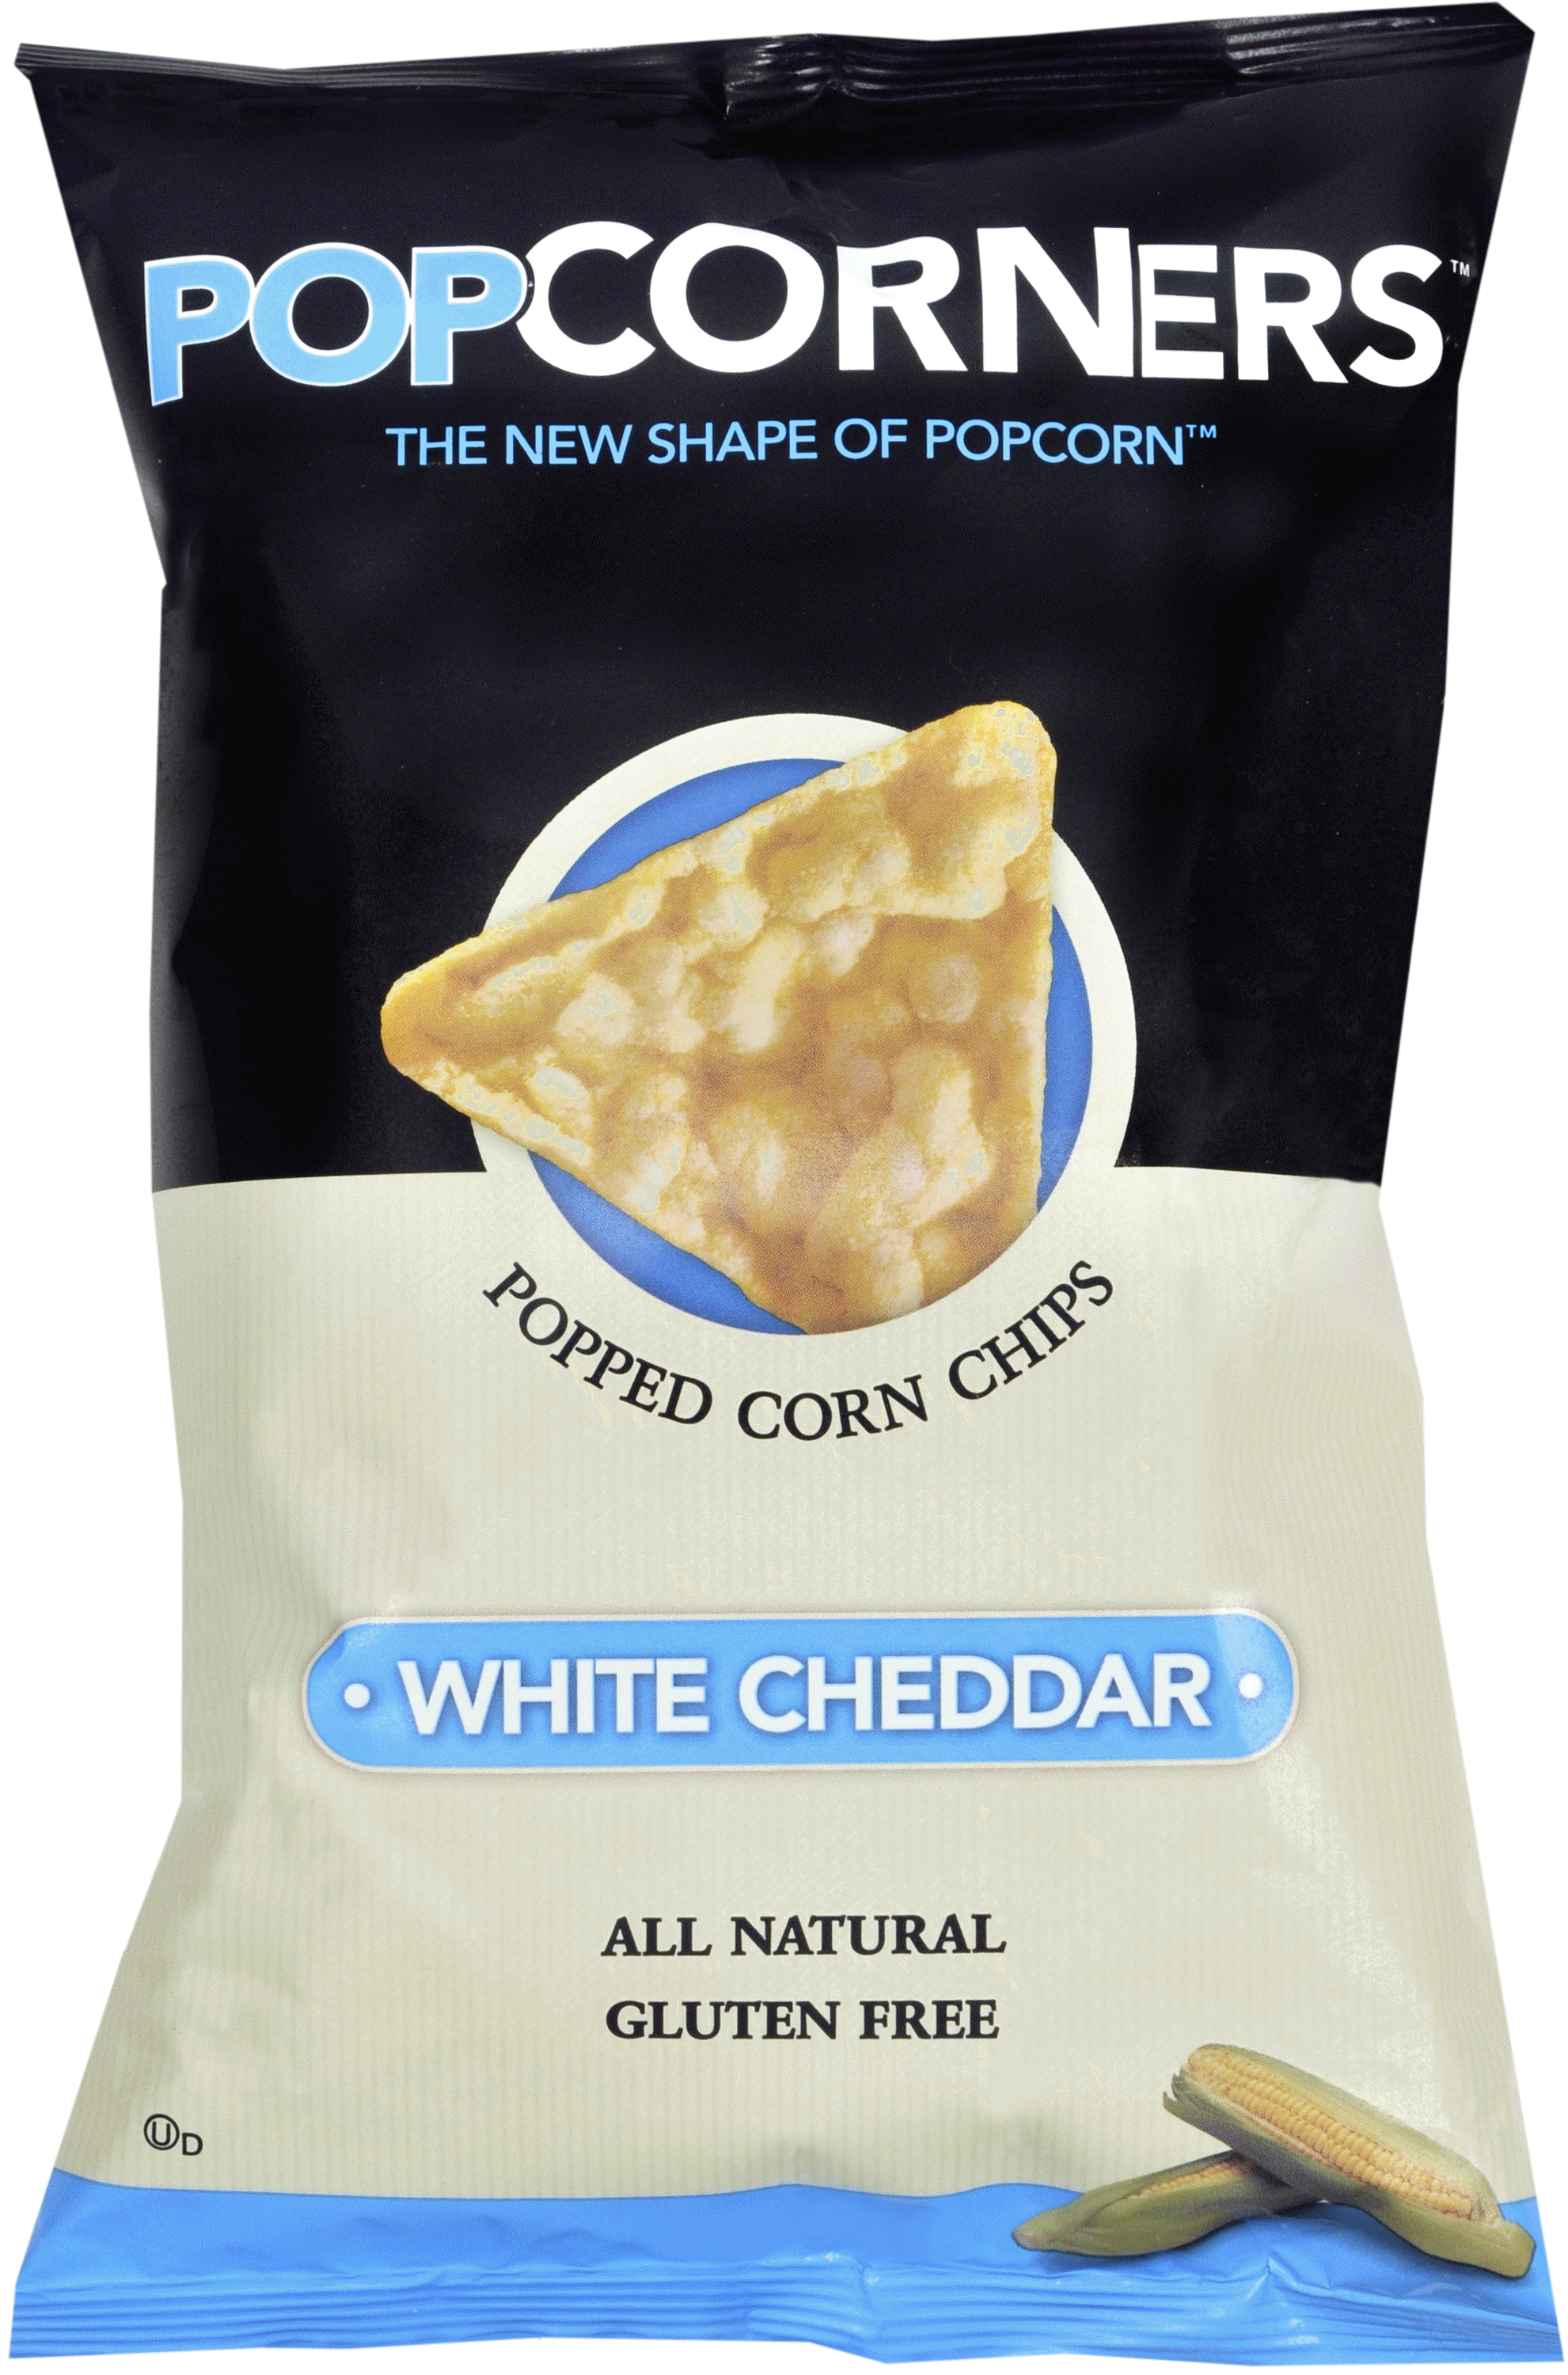 POPCORNERS™
THE NEW SHAPE OF POPCORN™
POPPED CORN CHIPS
• WHITE CHEDDAR •
ALL NATURAL
GLUTEN FREE
Ⓤ D